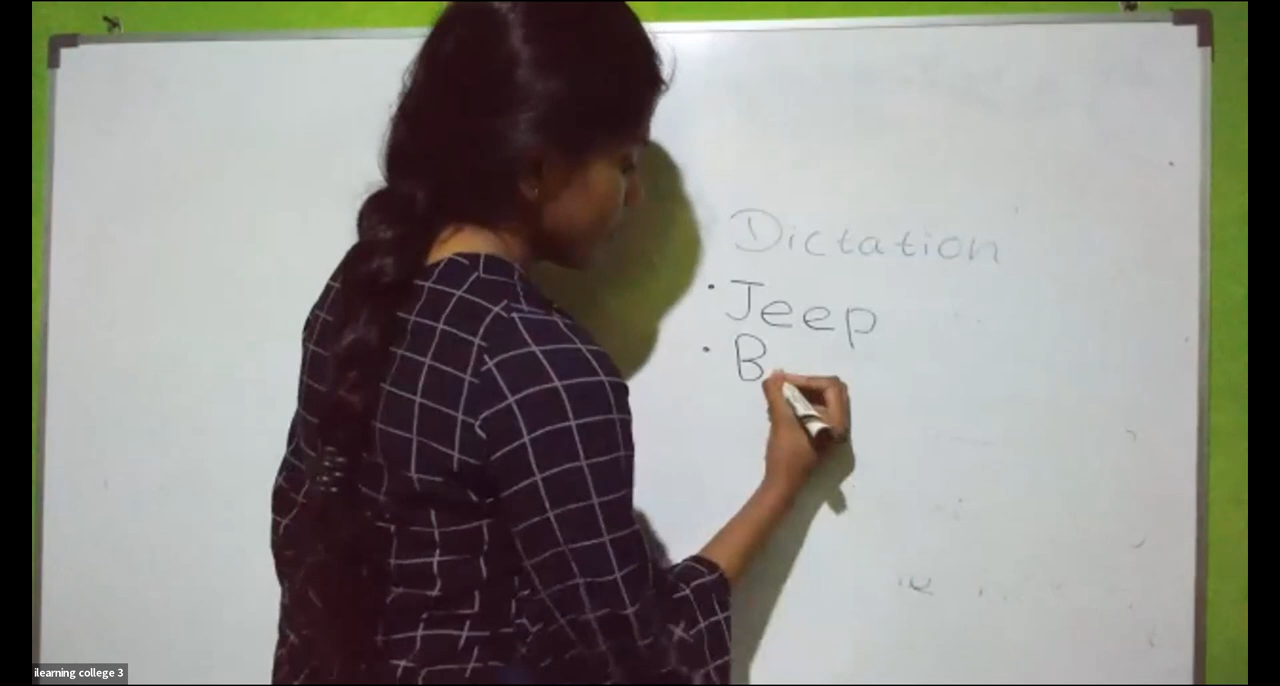 Dictation
· Jeep
· B
ilearning college 3